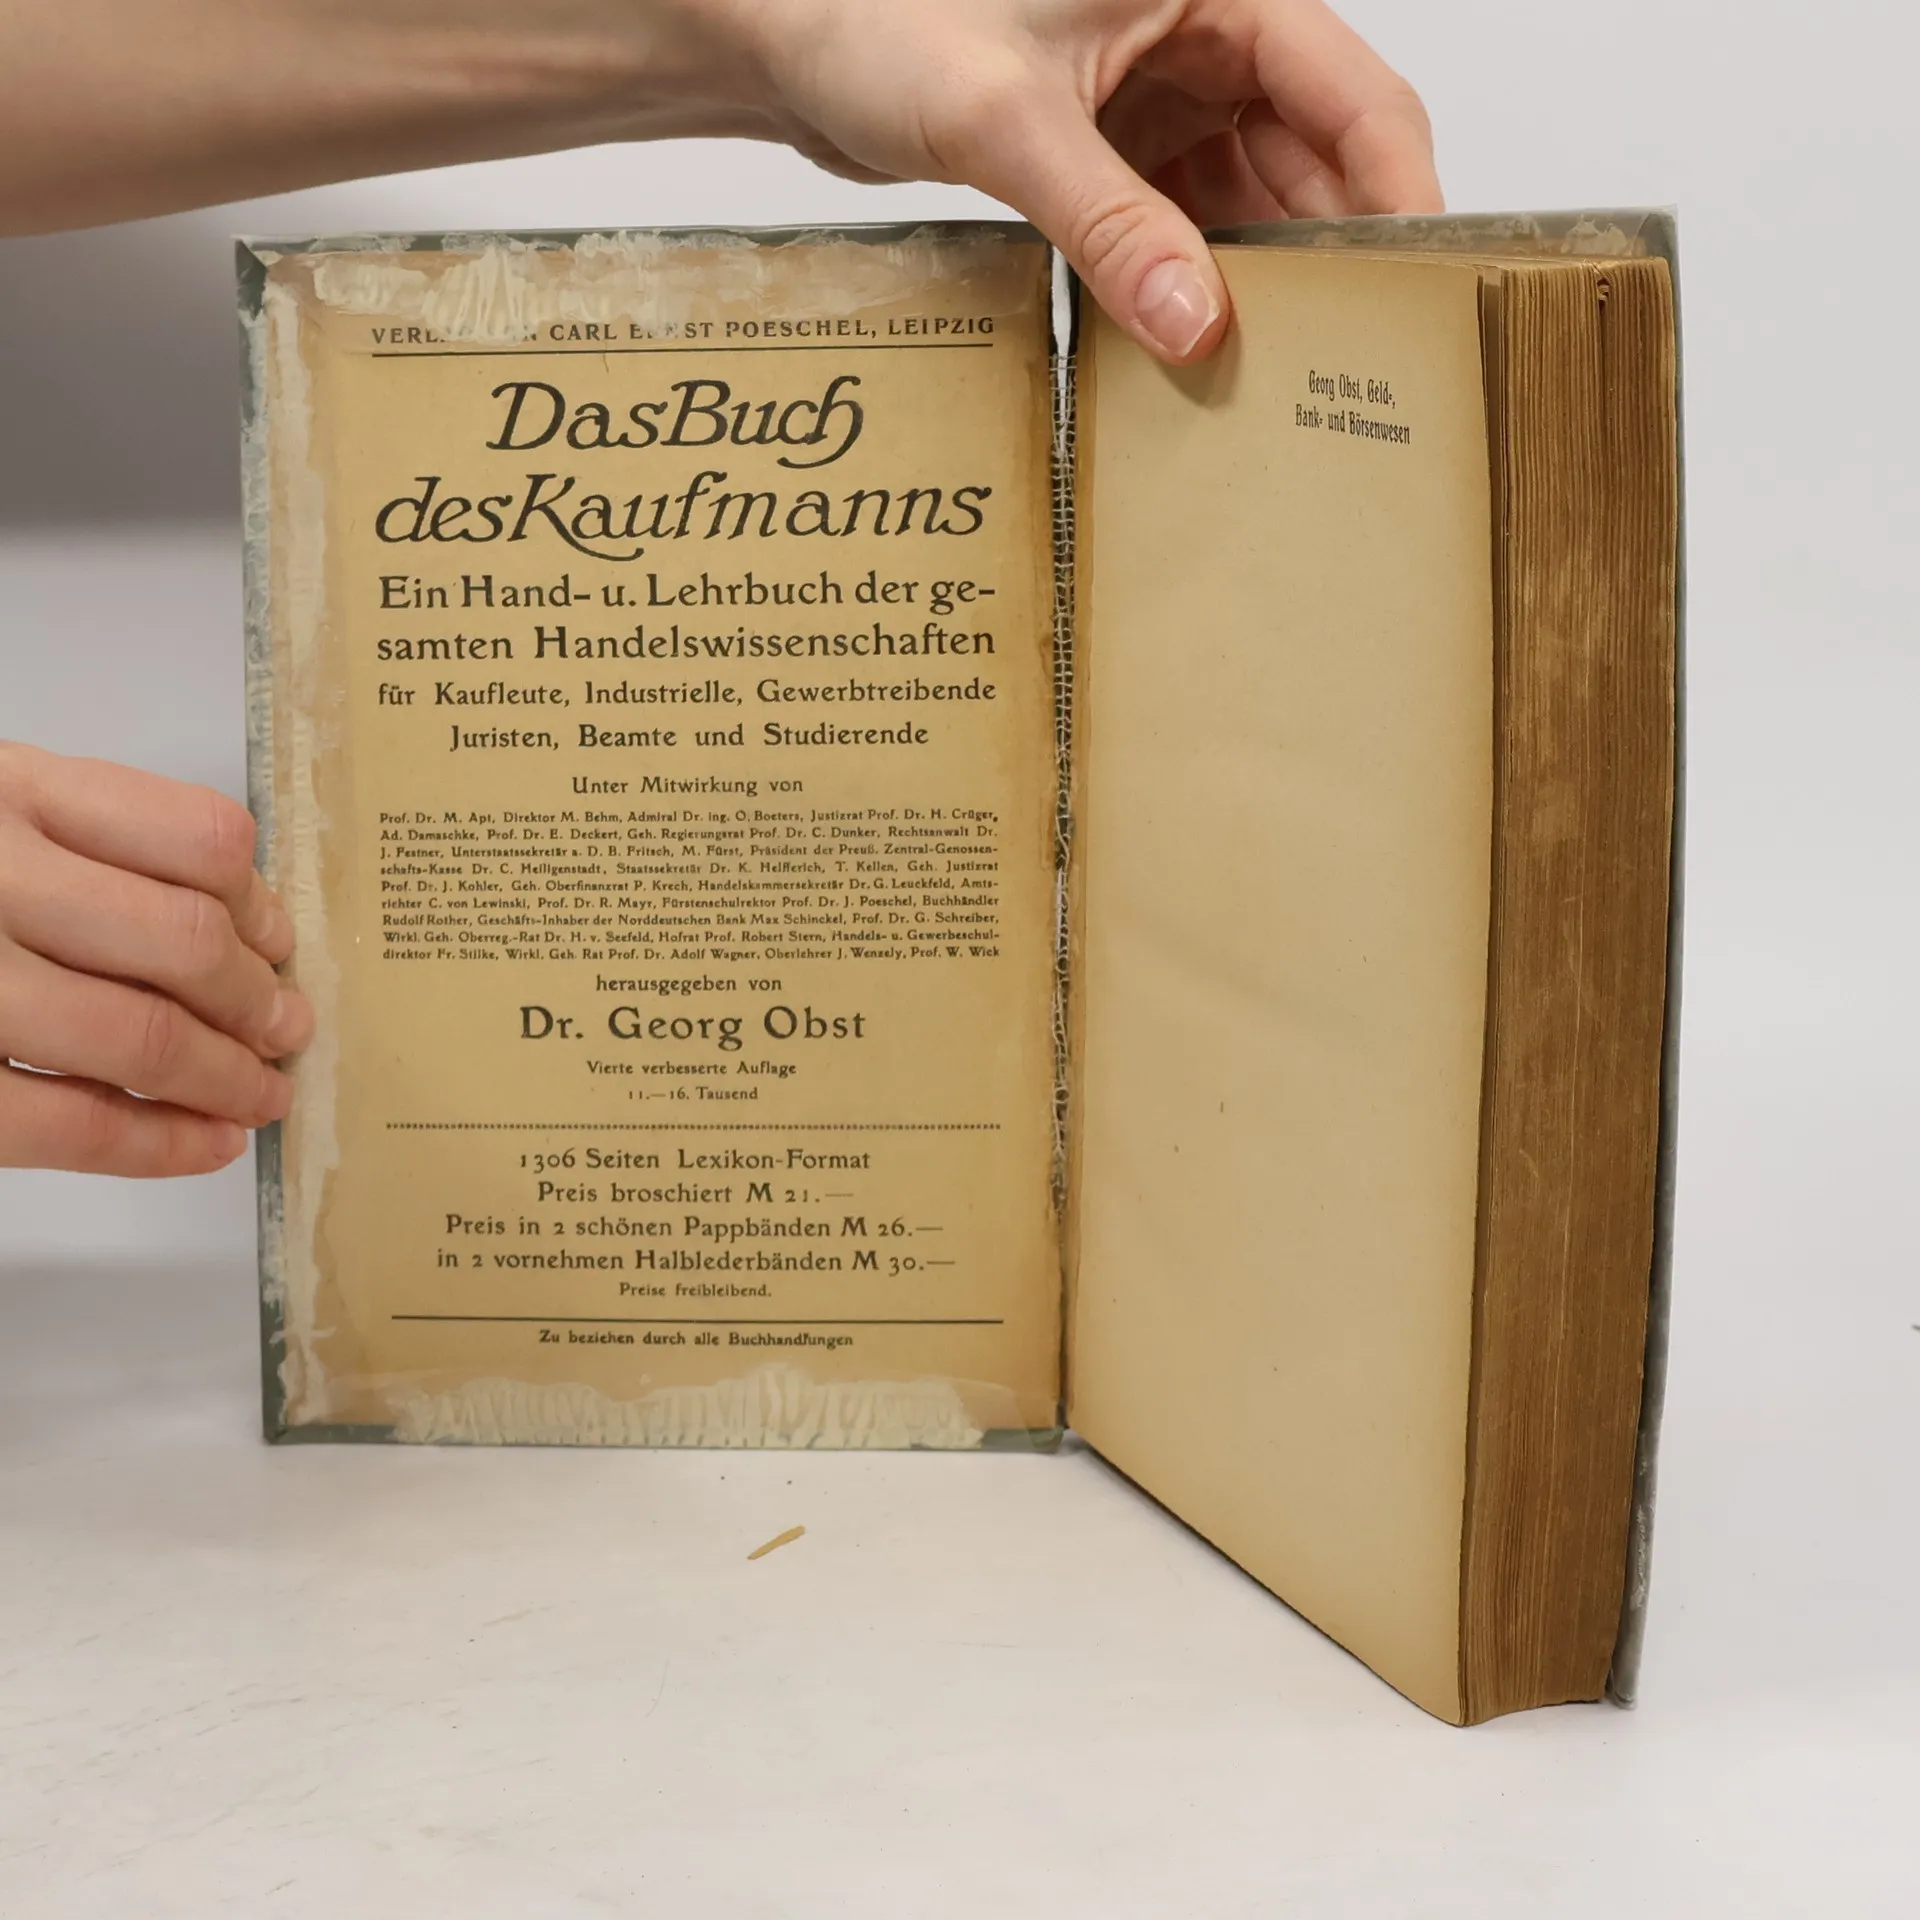 VERL CARL E ST POESCHEL, LEIPZIG
Das Buch
des Kaufmanns
Ein Hand- u. Lehrbuch der ge-
samten Handelswissenschaften
für Kaufleute, Industrielle, Gewerbtreibende
Juristen, Beamte und Studierende
Unter Mitwirkung von
Prof. Dr. M. Apt, Direktor M. Behm, Admiral Dr. ing. O. Boeters, Justizrat Prof. Dr. H. Crüger,
Ad. Damaschke, Prof. Dr. E. Deckert, Geh. Regierungsrat Prof. Dr. C. Dunker, Rechtsanwalt Dr.
J. Festner, Unterstaatssekretär a. D. B. Fritsch, M. Fürst, Präsident der Preuß. Zentral-Genossen-
schafts-Kasse Dr. C. Heiligenstadt, Staatssekretär Dr. K. Helfferich, T. Kellen, Geh. Justizrat
Prof. Dr. J. Kohler, Geh. Oberfinanzrat P. Krech, Handelskammersekretär Dr. G. Leuckfeld, Amts-
richter C. von Lewinski, Prof. Dr. R. Mayr, Fürstenschulrektor Prof. Dr. J. Poeschel, Buchhändler
Rudolf Rother, Geschäfts-Inhaber der Norddeutschen Bank Max Schinckel, Prof. Dr. G. Schreiber,
Wirkl. Geh. Oberreg.-Rat Dr. H. v. Seefeld, Hofrat Prof. Robert Stern, Handels- u. Gewerbeschul-
direktor Fr. Stilke, Wirkl. Geh. Rat Prof. Dr. Adolf Wagner, Oberlehrer J. Wenzely, Prof. W. Wick
herausgegeben von
Dr. Georg Obst
Vierte verbesserte Auflage
11.—16. Tausend
1306 Seiten Lexikon-Format
Preis broschiert M 21.—
Preis in 2 schönen Pappbänden M 26.—
in 2 vornehmen Halblederbänden M 30.—
Preise freibleibend.
Zu beziehen durch alle Buchhandlungen
Georg Obst, Geld-,
Bank- und Börsenwesen